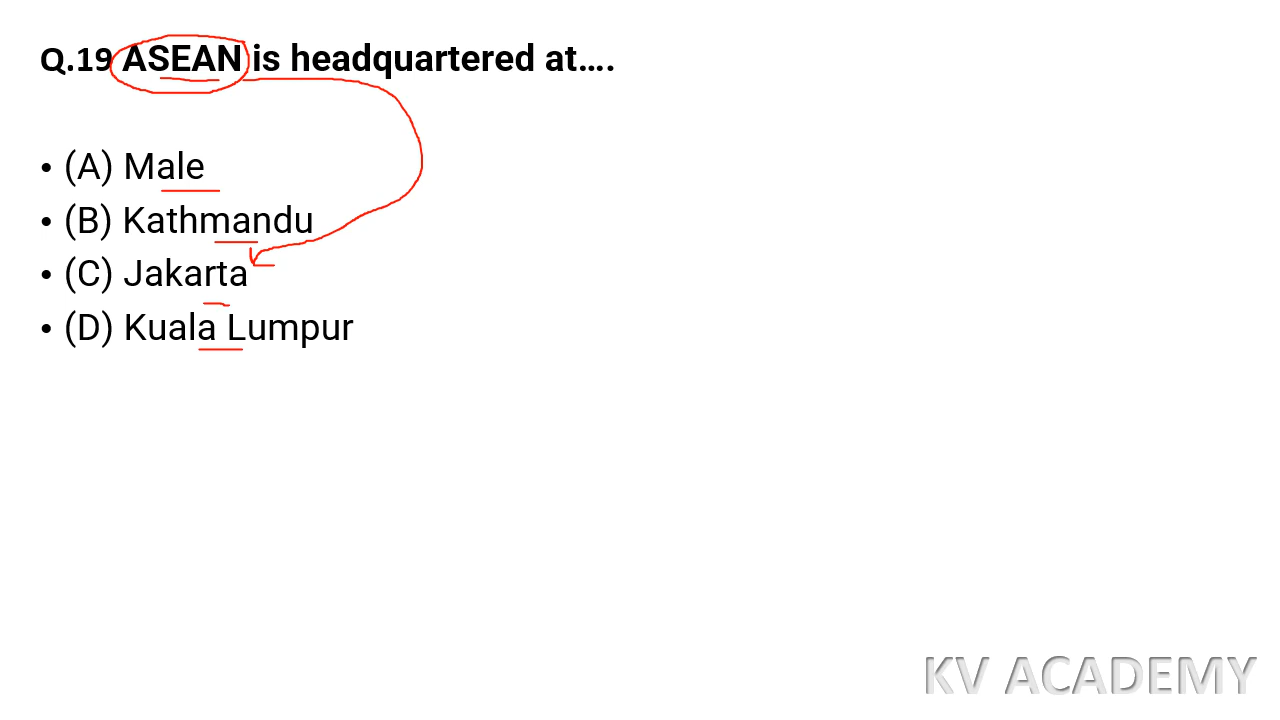 Q.19 ASEAN is headquartered at....
• (A) Male
• (B) Kathmandu
• (C) Jakarta
• (D) Kuala Lumpur
KV ACADEMY